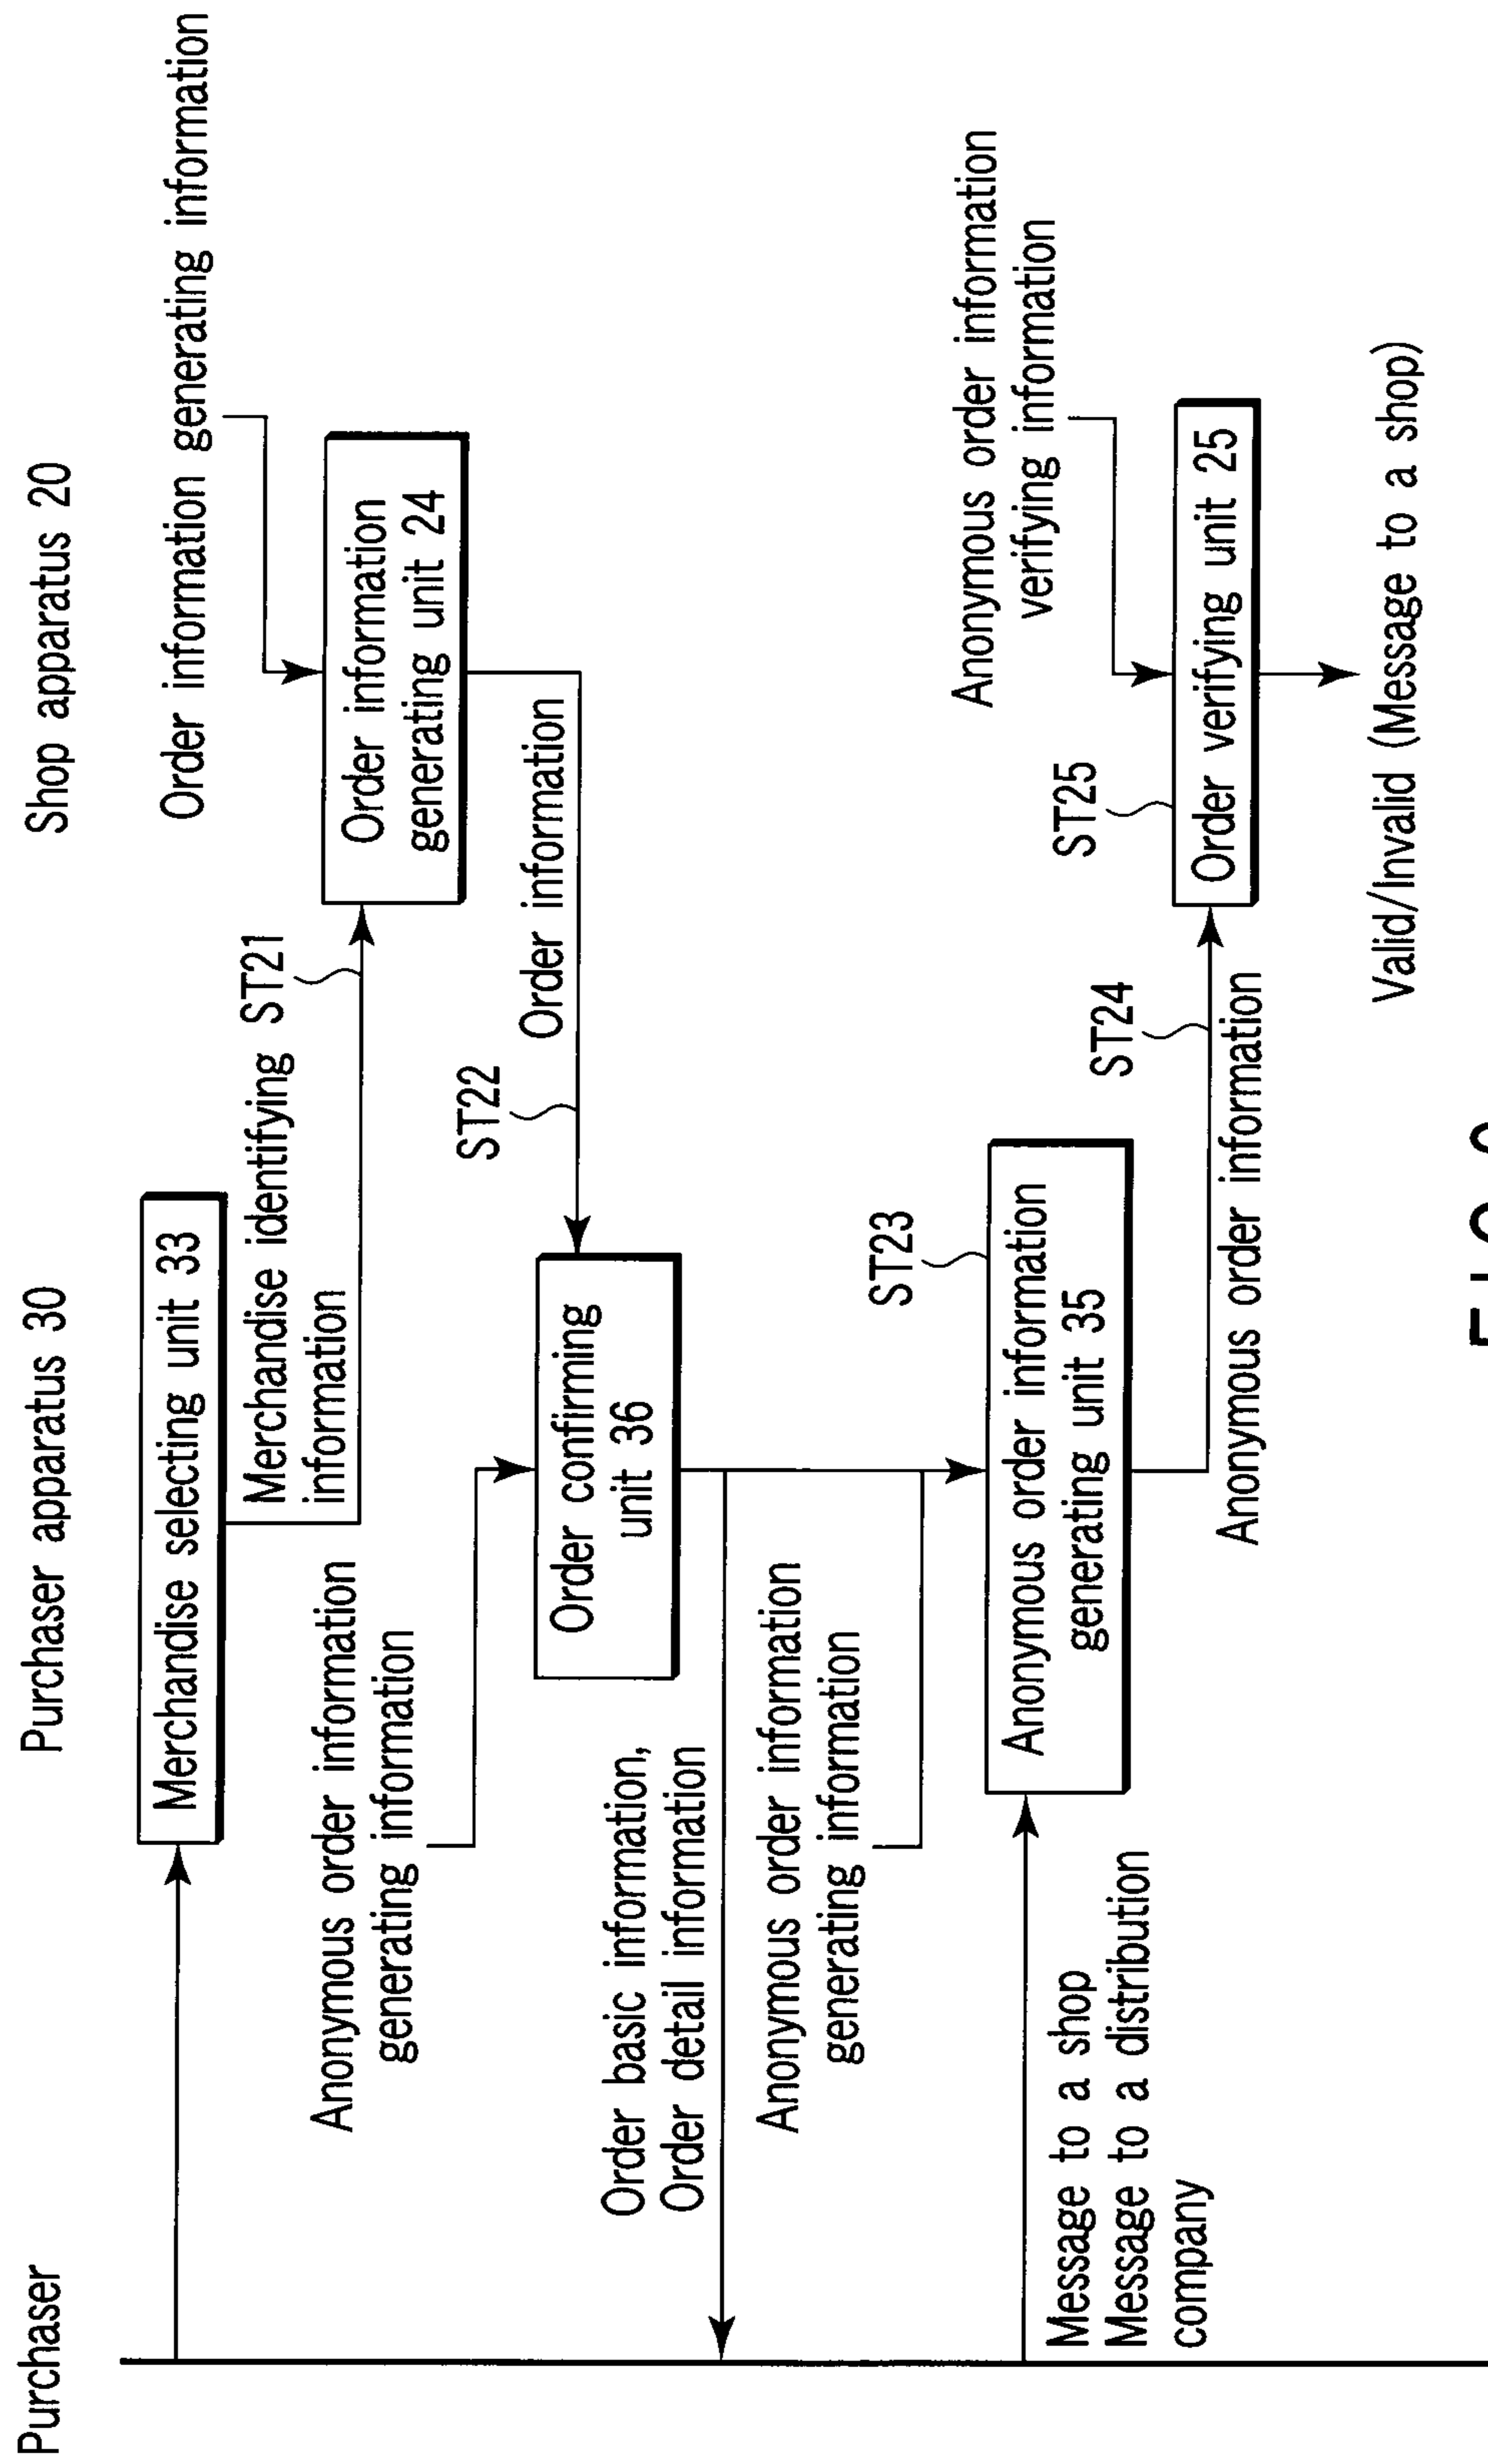 Purchaser
Purchaser apparatus 30
Shop apparatus 20
Order information generating information
Merchandise selecting unit 33
Merchandise identifying
information
ST21
Order information
generating unit 24
Anonymous order information
generating information
ST22
Order information
Order confirming
unit 36
Order basic information,
Order detail information
Anonymous order information
generating information
ST23
Anonymous order information
generating unit 35
Message to a shop
Message to a distribution
company
Anonymous order information
verifying information
ST24
Anonymous order information
ST25
Order verifying unit 25
Valid/Invalid (Message to a shop)